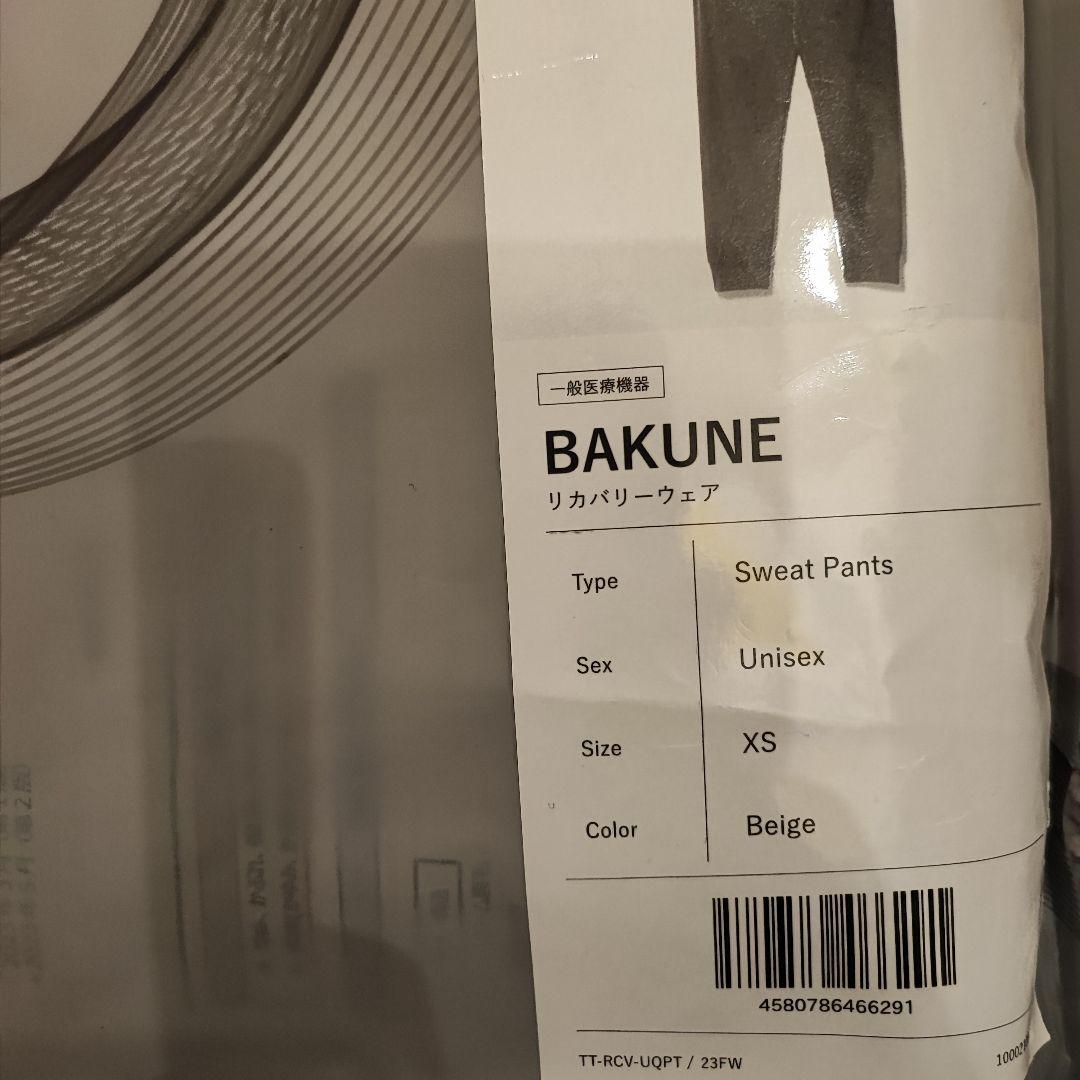 一般医療機器
BAKUNE
リカバリーウェア
Type Sweat Pants
Sex Unisex
Size XS
Color Beige
4580786466291
TT-RCV-UQPT / 23FW